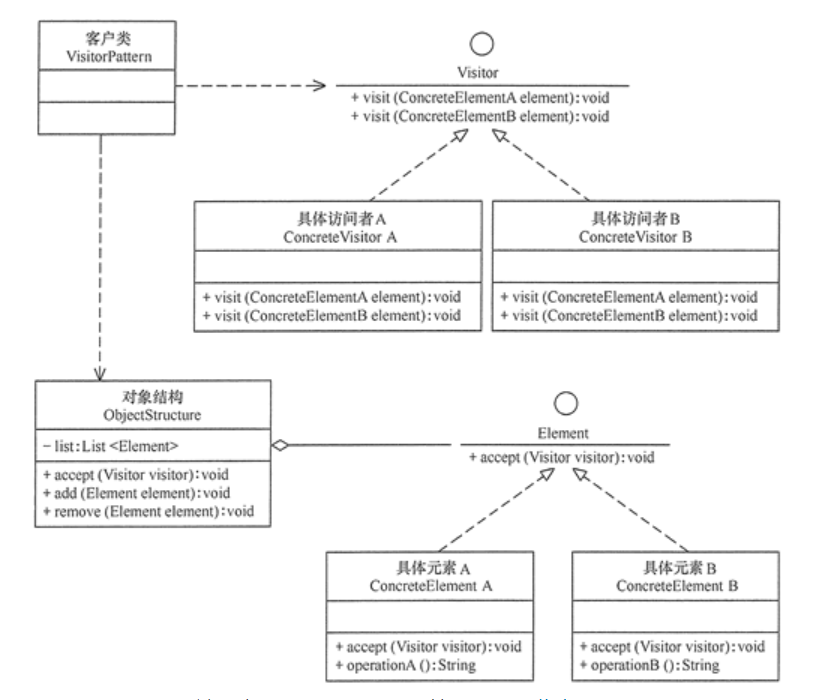 客户类
VisitorPattern
Visitor
+ visit (ConcreteElementA element): void
+ visit (ConcreteElementB element): void
具体访问者A
ConcreteVisitor A
+ visit (ConcreteElementA element): void
+ visit (ConcreteElementB element): void
具体访问者B
ConcreteVisitor B
+ visit (ConcreteElementA element): void
+ visit (ConcreteElementB element): void
对象结构
ObjectStructure
− list: List <Element>
+ accept (Visitor visitor): void
+ add (Element element): void
+ remove (Element element): void
Element
+ accept (Visitor visitor): void
具体元素A
ConcreteElement A
+ accept (Visitor visitor): void
+ operationA (): String
具体元素B
ConcreteElement B
+ accept (Visitor visitor): void
+ operationB (): String